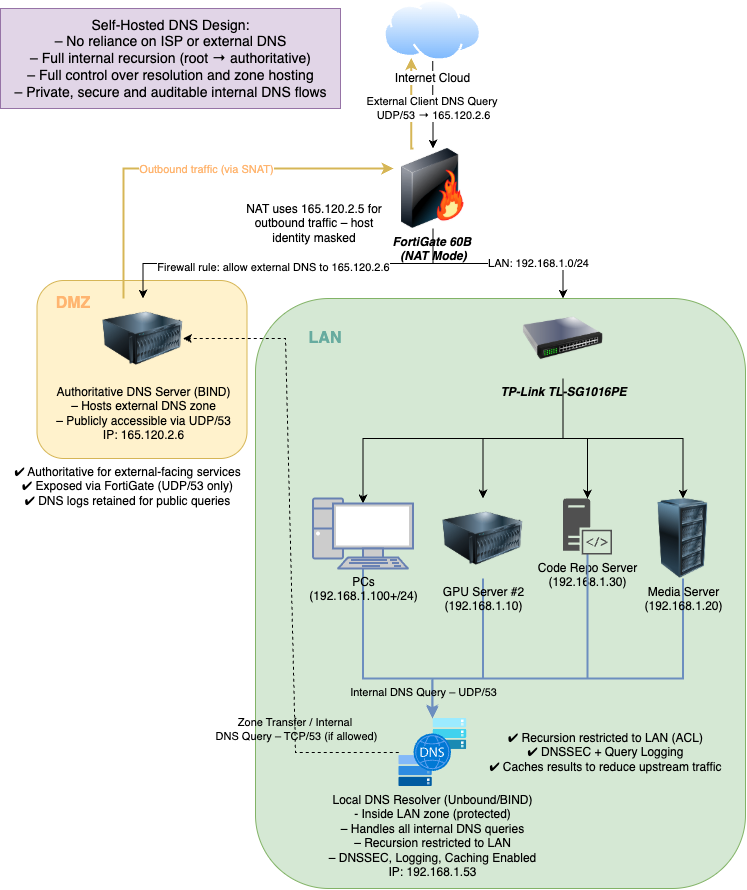 Self-Hosted DNS Design:
– No reliance on ISP or external DNS
– Full internal recursion (root → authoritative)
– Full control over resolution and zone hosting
– Private, secure and auditable internal DNS flows
Internet Cloud
External Client DNS Query
UDP/53 → 165.120.2.6
Outbound traffic (via SNAT)
NAT uses 165.120.2.5 for
outbound traffic – host
identity masked
FortiGate 60B
(NAT Mode)
Firewall rule: allow external DNS to 165.120.2.6
LAN: 192.168.1.0/24
DMZ
Authoritative DNS Server (BIND)
– Hosts external DNS zone
– Publicly accessible via UDP/53
IP: 165.120.2.6
✔ Authoritative for external-facing services
✔ Exposed via FortiGate (UDP/53 only)
✔ DNS logs retained for public queries
LAN
TP-Link TL-SG1016PE
PCs
(192.168.1.100+/24)
GPU Server #2
(192.168.1.10)
</>
Code Repo Server
(192.168.1.30)
Media Server
(192.168.1.20)
Internal DNS Query – UDP/53
Zone Transfer / Internal
DNS Query – TCP/53 (if allowed)
DNS
✔ Recursion restricted to LAN (ACL)
✔ DNSSEC + Query Logging
✔ Caches results to reduce upstream traffic
Local DNS Resolver (Unbound/BIND)
- Inside LAN zone (protected)
– Handles all internal DNS queries
– Recursion restricted to LAN
– DNSSEC, Logging, Caching Enabled
IP: 192.168.1.53